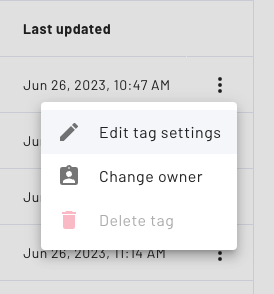 Last updated
Jun 26, 2023, 10:47 AM
Edit tag settings
Change owner
Delete tag
Jun 26, 2023, 11:14 AM